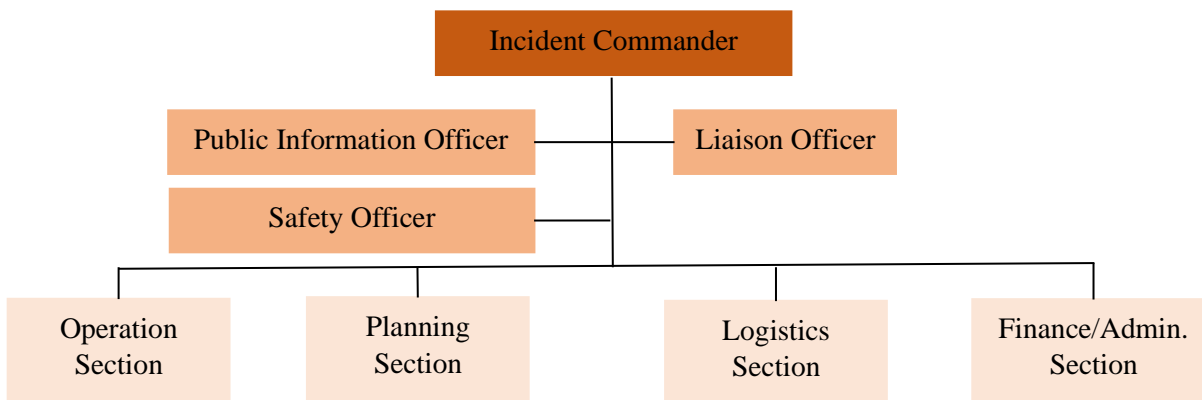 Incident Commander
Public Information Officer
Liaison Officer
Safety Officer
Operation
Section
Planning
Section
Logistics
Section
Finance/Admin.
Section